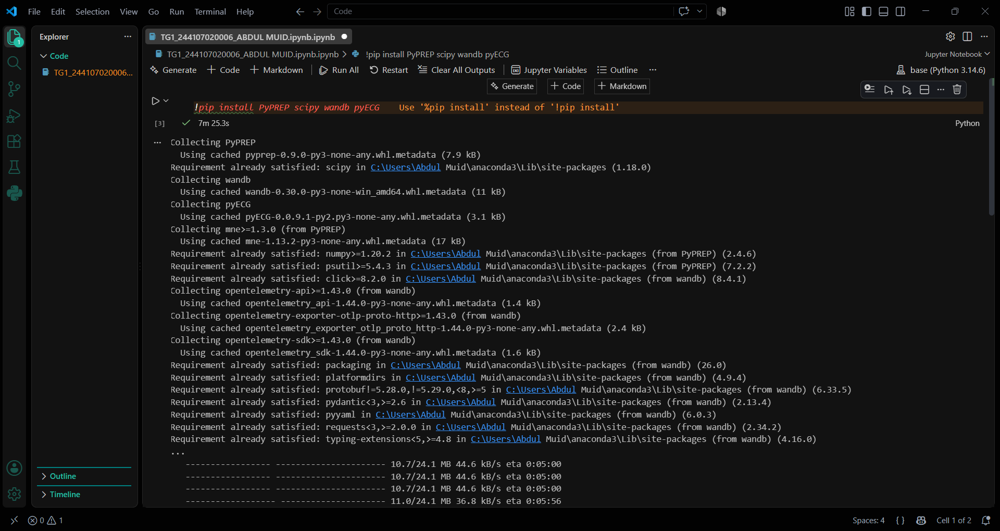 File Edit Selection View Go Run Terminal Help
Code
Explorer
1
Code
TG1_244107020006...
Outline
Timeline
TG1_244107020006_ABDUL MUID.ipynb.ipynb
TG1_244107020006_ABDUL MUID.ipynb.ipynb > !pip install PyPREP scipy wandb pyECG
Jupyter Notebook
Generate + Code + Markdown Run All Restart Clear All Outputs Jupyter Variables Outline ...
base (Python 3.14.6)
Generate + Code + Markdown
!pip install PyPREP scipy wandb pyECG Use '%pip install' instead of '!pip install'
[3] 7m 25.3s
Python
... Collecting PyPREP
Using cached pyprep-0.9.0-py3-none-any.whl.metadata (7.9 kB)
Requirement already satisfied: scipy in C:\Users\Abdul Muid\anaconda3\Lib\site-packages (1.18.0)
Collecting wandb
Using cached wandb-0.30.0-py3-none-win_amd64.whl.metadata (11 kB)
Collecting pyECG
Using cached pyECG-0.0.9.1-py2.py3-none-any.whl.metadata (3.1 kB)
Collecting mne>=1.3.0 (from PyPREP)
Using cached mne-1.13.2-py3-none-any.whl.metadata (17 kB)
Requirement already satisfied: numpy>=1.20.2 in C:\Users\Abdul Muid\anaconda3\Lib\site-packages (from PyPREP) (2.4.6)
Requirement already satisfied: psutil>=5.4.3 in C:\Users\Abdul Muid\anaconda3\Lib\site-packages (from PyPREP) (7.2.2)
Requirement already satisfied: click>=8.2.0 in C:\Users\Abdul Muid\anaconda3\Lib\site-packages (from wandb) (8.4.1)
Collecting opentelemetry-api>=1.43.0 (from wandb)
Using cached opentelemetry_api-1.44.0-py3-none-any.whl.metadata (1.4 kB)
Collecting opentelemetry-exporter-otlp-proto-http>=1.43.0 (from wandb)
Using cached opentelemetry_exporter_otlp_proto_http-1.44.0-py3-none-any.whl.metadata (2.4 kB)
Collecting opentelemetry-sdk>=1.43.0 (from wandb)
Using cached opentelemetry_sdk-1.44.0-py3-none-any.whl.metadata (1.6 kB)
Requirement already satisfied: packaging in C:\Users\Abdul Muid\anaconda3\Lib\site-packages (from wandb) (26.0)
Requirement already satisfied: platformdirs in C:\Users\Abdul Muid\anaconda3\Lib\site-packages (from wandb) (4.9.4)
Requirement already satisfied: protobuf!=5.28.0,!=5.29.0,<8,>=5 in C:\Users\Abdul Muid\anaconda3\Lib\site-packages (from wandb) (6.33.5)
Requirement already satisfied: pydantic<3,>=2.6 in C:\Users\Abdul Muid\anaconda3\Lib\site-packages (from wandb) (2.13.4)
Requirement already satisfied: pyyaml in C:\Users\Abdul Muid\anaconda3\Lib\site-packages (from wandb) (6.0.3)
Requirement already satisfied: requests<3,>=2.0.0 in C:\Users\Abdul Muid\anaconda3\Lib\site-packages (from wandb) (2.34.2)
Requirement already satisfied: typing-extensions<5,>=4.8 in C:\Users\Abdul Muid\anaconda3\Lib\site-packages (from wandb) (4.16.0)
...
----------------- ---------------------- 10.7/24.1 MB 44.6 kB/s eta 0:05:00
----------------- ---------------------- 10.7/24.1 MB 44.6 kB/s eta 0:05:00
----------------- ---------------------- 10.7/24.1 MB 44.6 kB/s eta 0:05:00
------------------ --------------------- 11.0/24.1 MB 36.8 kB/s eta 0:05:56
0 1
Spaces: 4 {} Cell 1 of 2